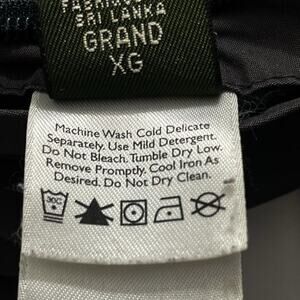 SRI LANKA
GRAND
XG
Machine Wash Cold Delicate
Separately. Use Mild Detergent.
Do Not Bleach. Tumble Dry Low.
Remove Promptly. Cool Iron As
Desired. Do Not Dry Clean.
30C